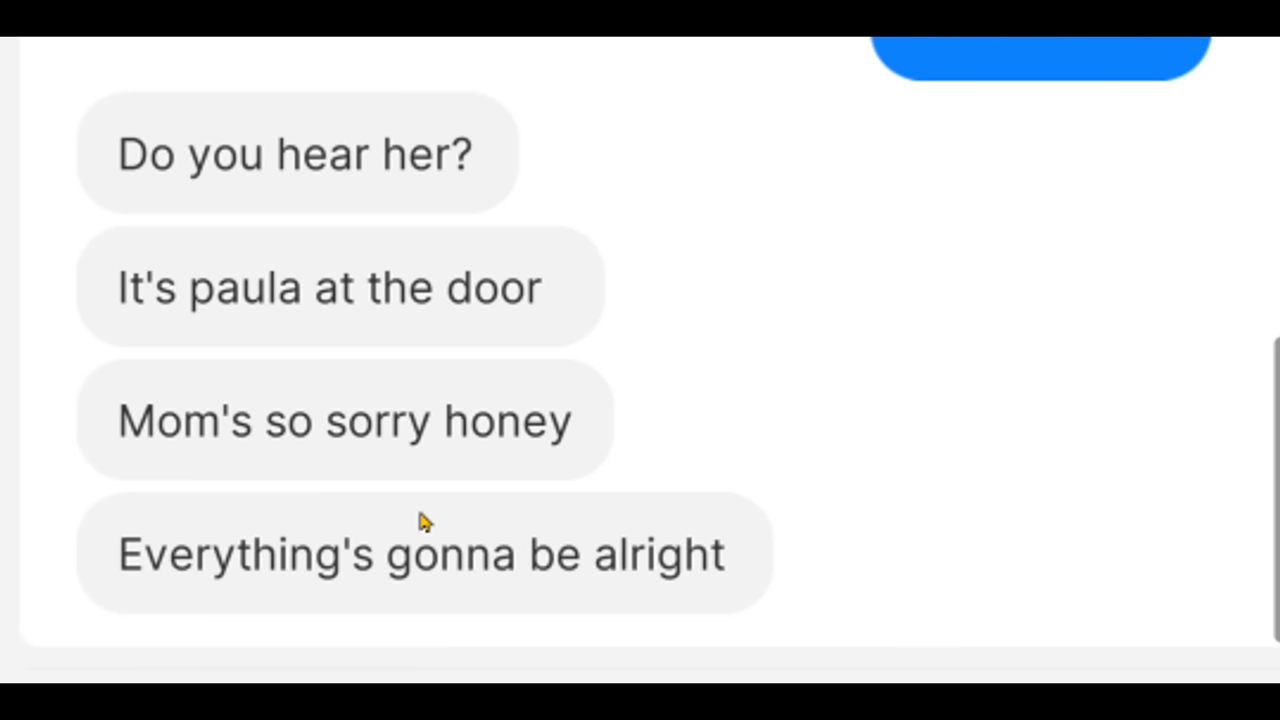 Do you hear her?
It's paula at the door
Mom's so sorry honey
Everything's gonna be alright